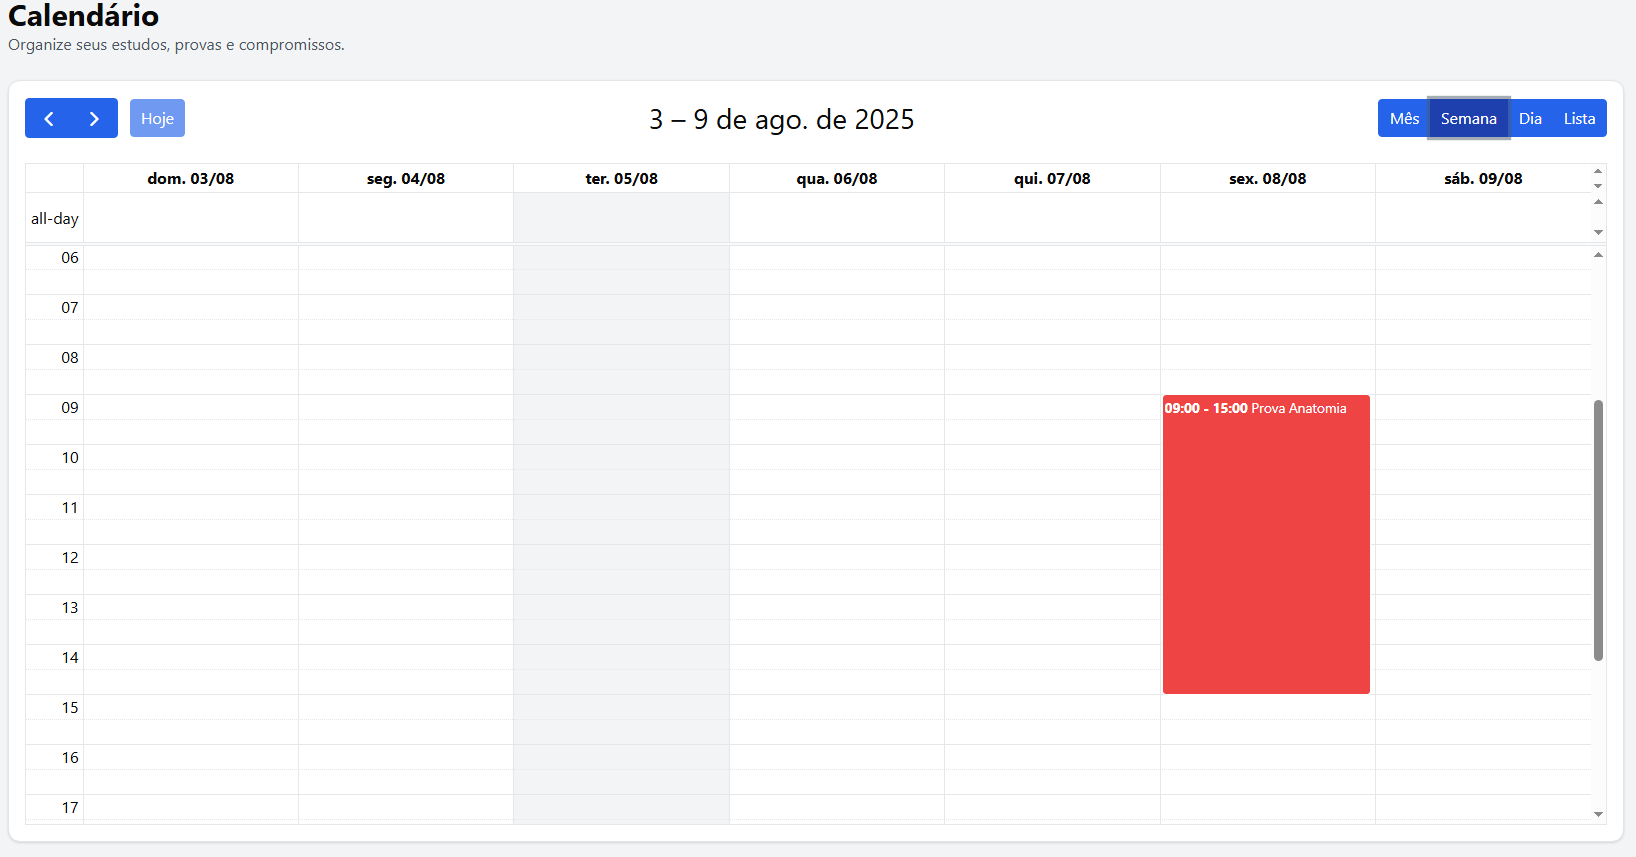 Calendário
Organize seus estudos, provas e compromissos.
Hoje
3 – 9 de ago. de 2025
Mês Semana Dia Lista
dom. 03/08 seg. 04/08 ter. 05/08 qua. 06/08 qui. 07/08 sex. 08/08 sáb. 09/08
all-day
06
07
08
09
09:00 - 15:00 Prova Anatomia
10
11
12
13
14
15
16
17